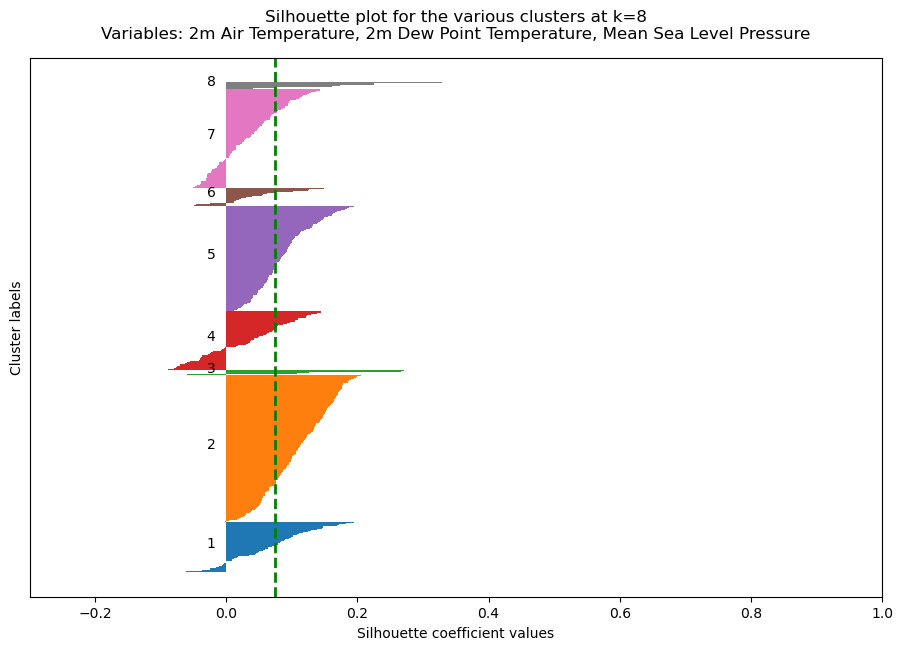 Silhouette plot for the various clusters at k=8
Variables: 2m Air Temperature, 2m Dew Point Temperature, Mean Sea Level Pressure
8
7
6
5
4
3
2
1
Cluster labels
−0.2 0.0 0.2 0.4 0.6 0.8 1.0
Silhouette coefficient values